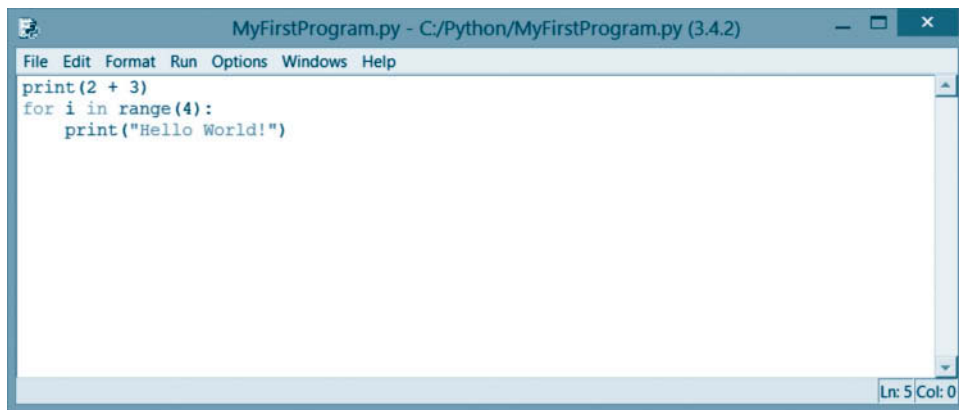 MyFirstProgram.py - C:/Python/MyFirstProgram.py (3.4.2)
File Edit Format Run Options Windows Help
print(2 + 3)
for i in range(4):
    print("Hello World!")
Ln: 5 Col: 0